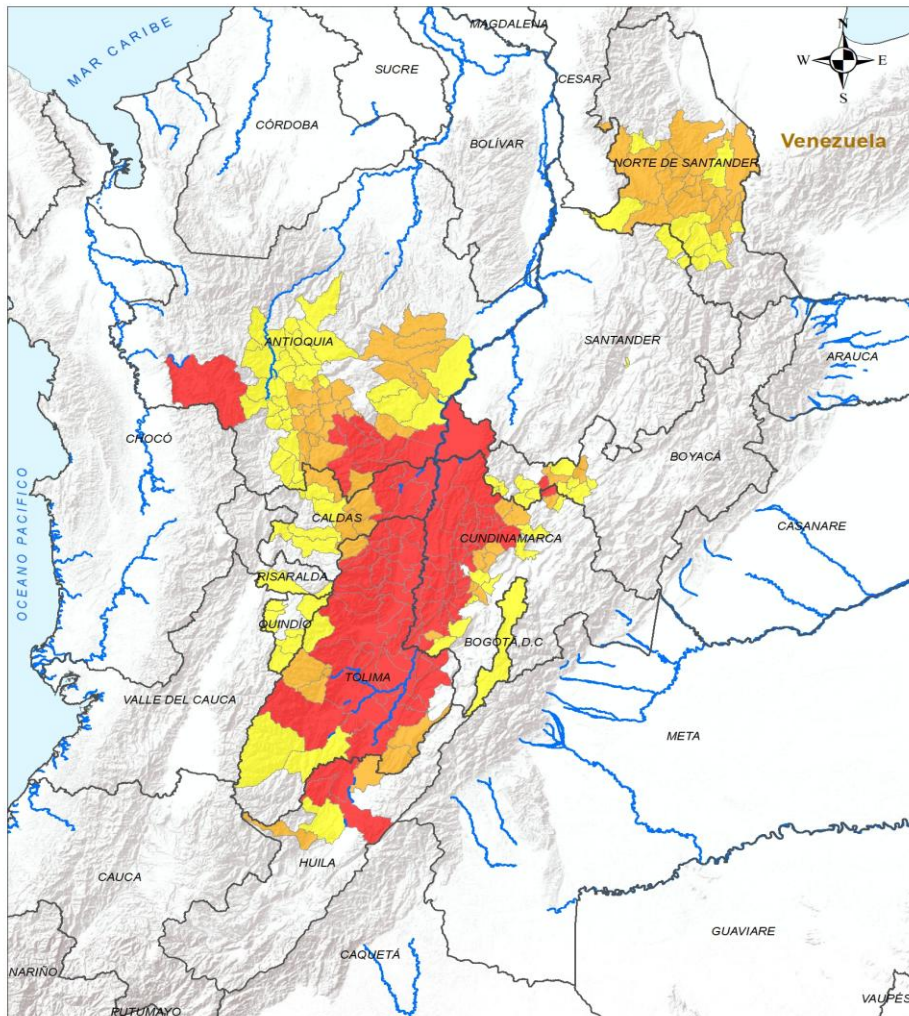 MAGDALENA
N
MAR CARIBE
W
E
SUCRE
CESAR
S
CÓRDOBA
BOLÍVAR
Venezuela
NORTE DE SANTANDER
ANTIOQUIA
SANTANDER
ARAUCA
CHOCÓ
BOYACÁ
OCEANO PACIFICO
CALDAS
CUNDINAMARCA
CASANARE
RISARALDA
QUINDÍO
BOGOTÁ,D.C
TOLIMA
VALLE DEL CAUCA
META
HUILA
CAUCA
GUAVIARE
CAQUETÁ
NARIÑO
VAUPÉS
PUTUMAYO